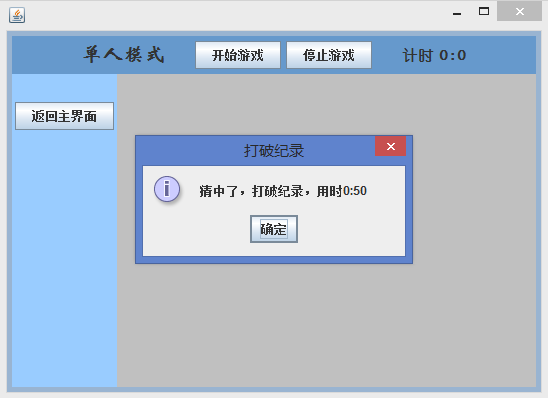 单人模式 开始游戏 停止游戏 计时 0:0
返回主界面
打破纪录
猜中了，打破纪录，用时0:50
确定